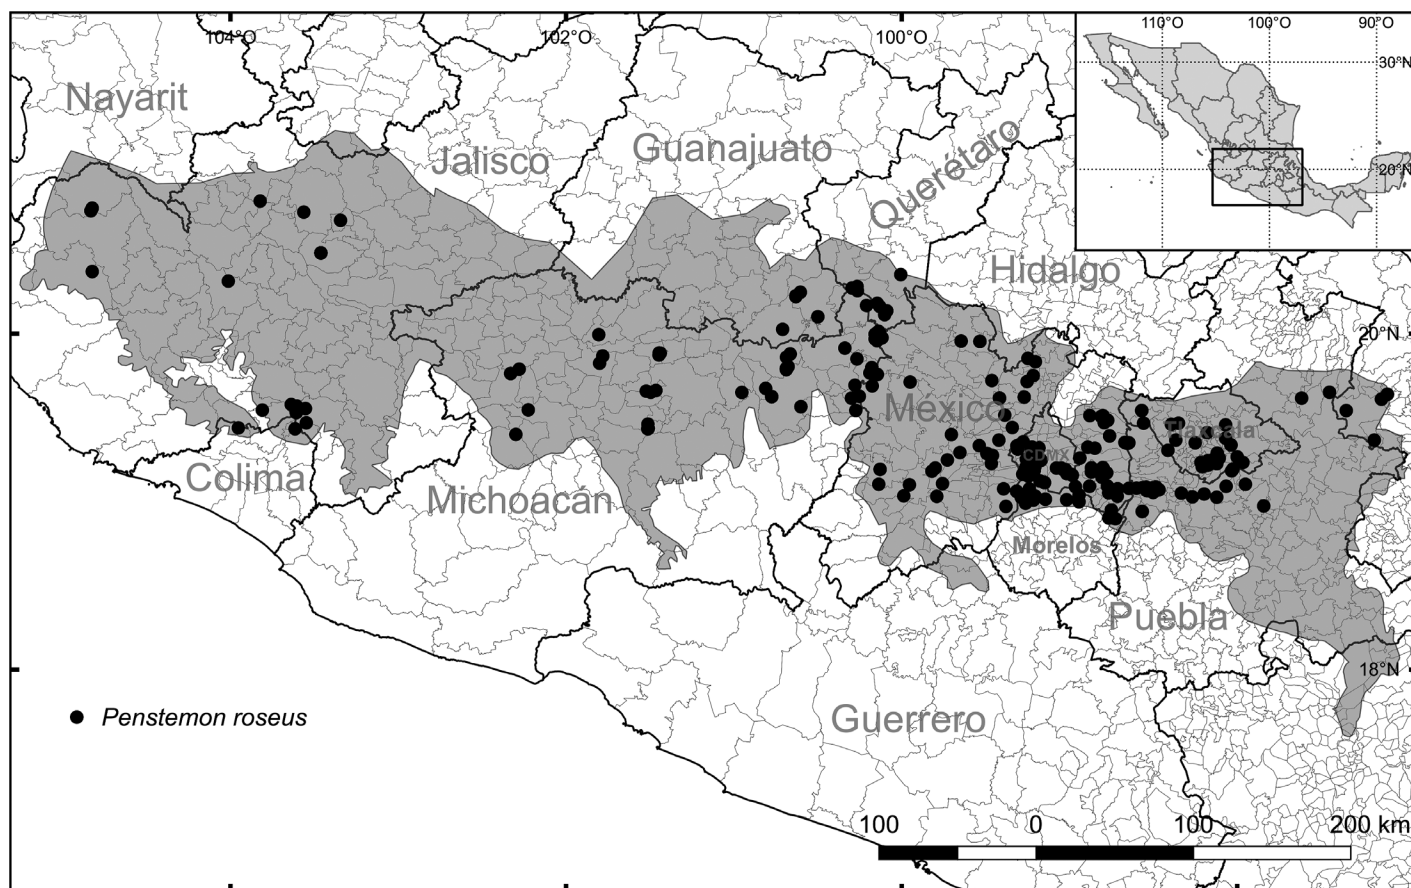 104°O
102°O
100°O
110°O
100°O
90°O
30°N
20°N
Nayarit
Jalisco
Guanajuato
Querétaro
Hidalgo
20°N
México
Tlaxcala
CDMX
Colima
Michoacán
Morelos
Puebla
18°N
Penstemon roseus
Guerrero
100 0 100 200 km